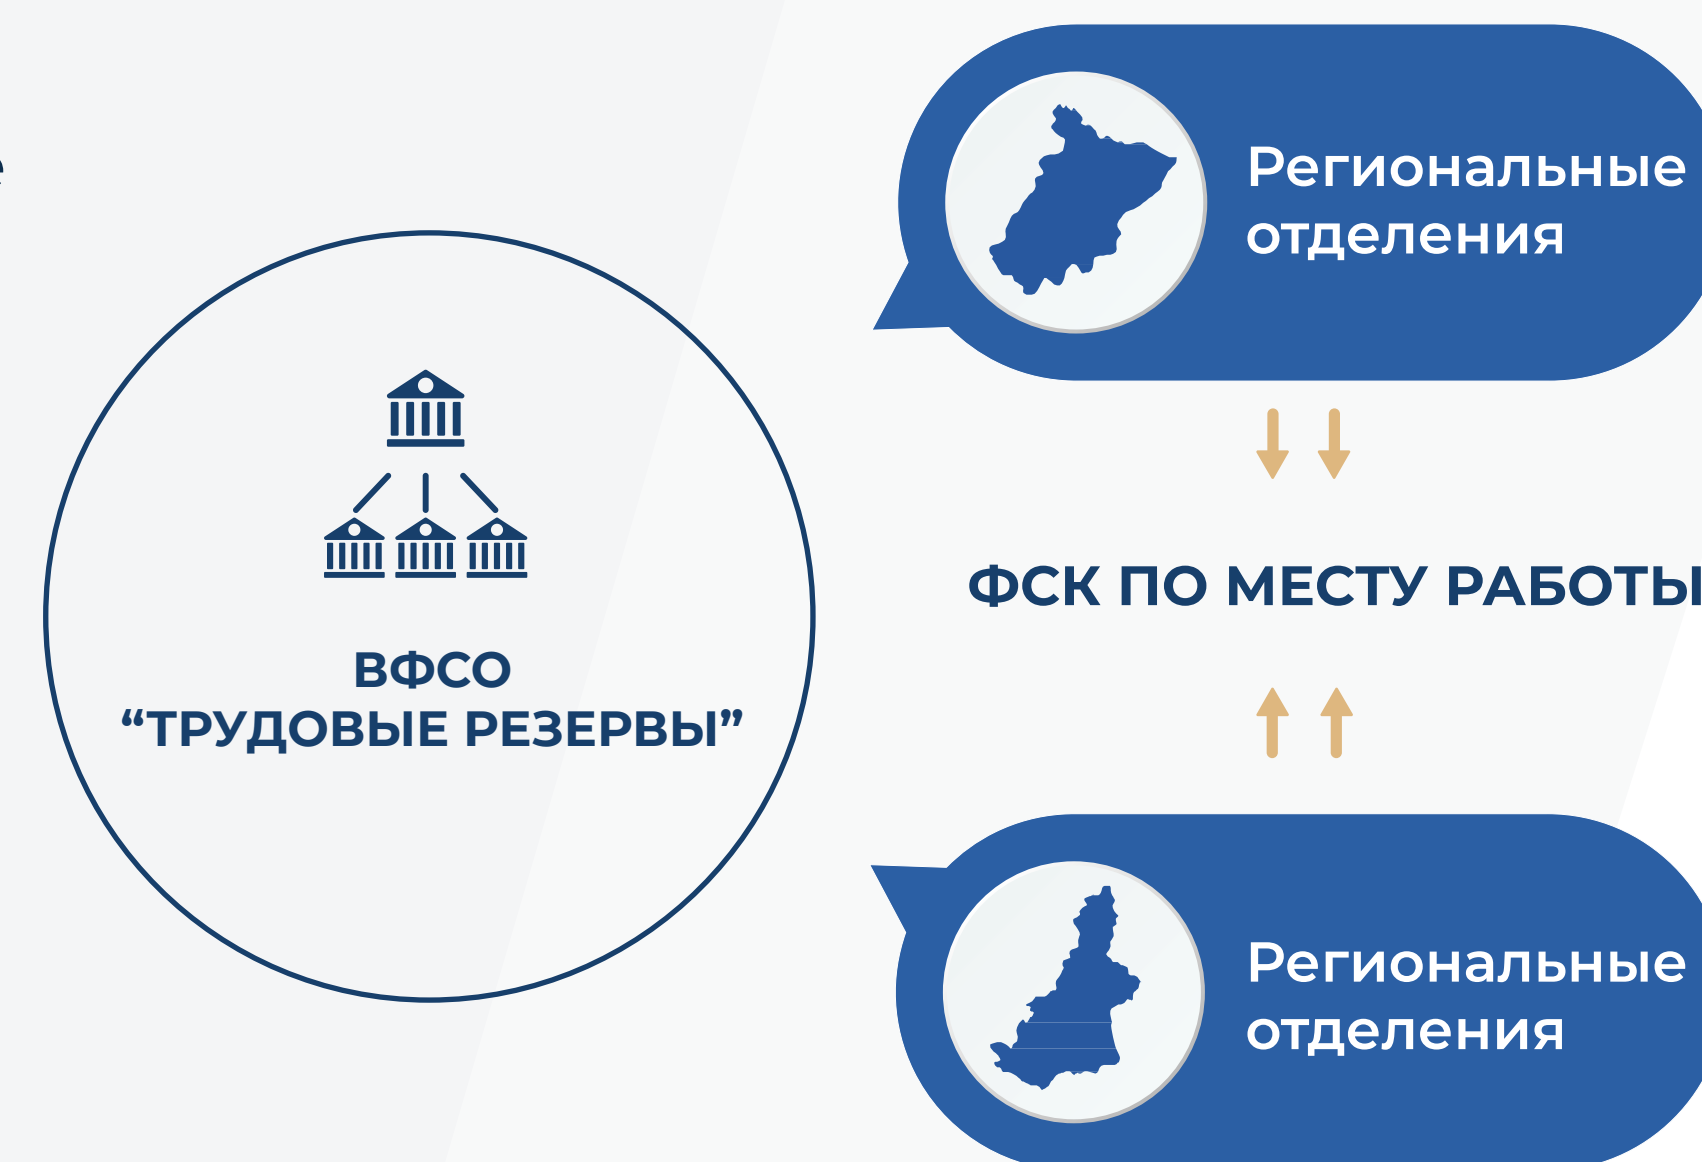 ВФСО
“ТРУДОВЫЕ РЕЗЕРВЫ”
Региональные
отделения
ФСК ПО МЕСТУ РАБОТЫ
Региональные
отделения